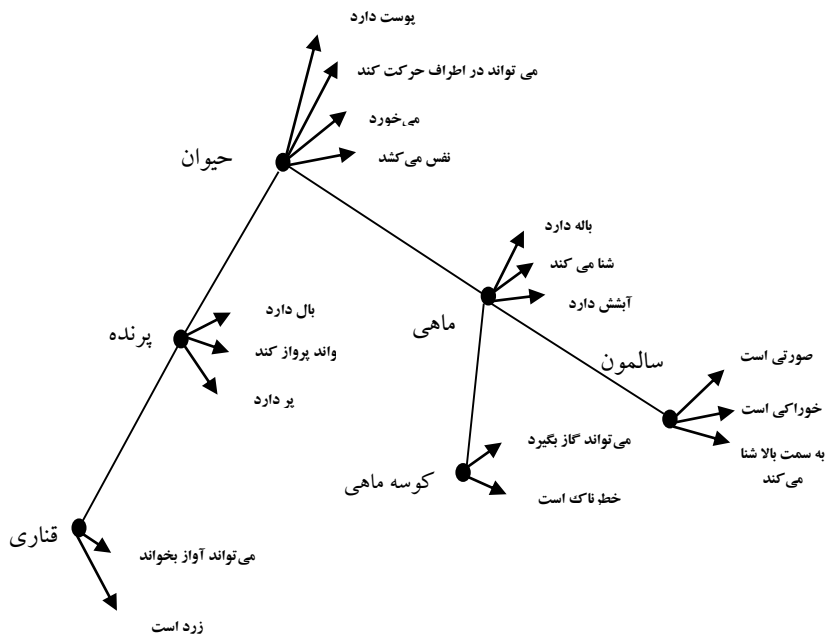 پوست دارد
می تواند در اطراف حرکت کند
می‌خورد
نفس می‌کشد
حیوان
باله دارد
شنا می کند
آبشش دارد
ماهی
بال دارد
واند پرواز کند
پر دارد
پرنده
سالمون
صورتی است
خوراکی است
به سمت بالا شنا
می‌کند
می‌تواند گاز بگیرد
خطرناک است
کوسه ماهی
قناری
می‌تواند آواز بخواند
زرد است